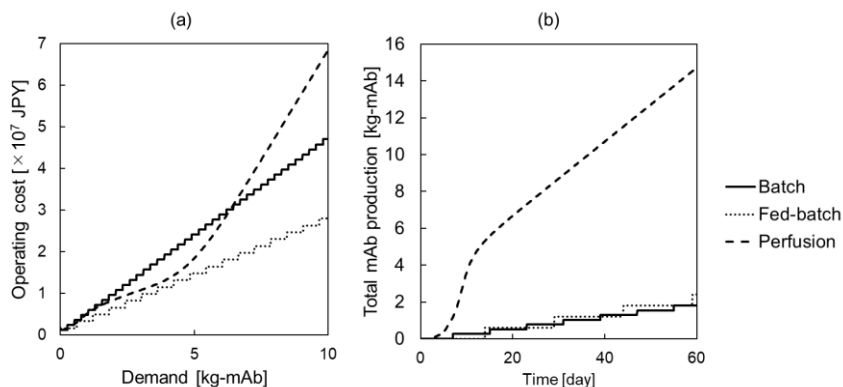 (a)
Operating cost [×10⁷ JPY]
7
6
5
4
3
2
1
0
0 5 10
Demand [kg-mAb]
(b)
Total mAb production [kg-mAb]
16
14
12
10
8
6
4
2
0
0 20 40 60
Time [day]
Batch
Fed-batch
Perfusion